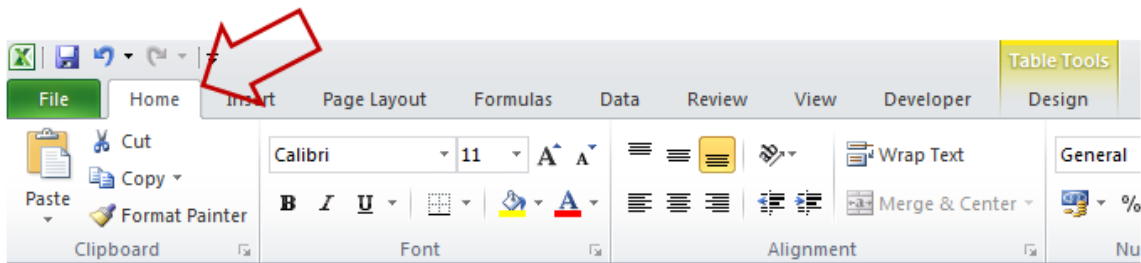 Table Tools
File Home Insert Page Layout Formulas Data Review View Developer Design
Cut
Calibri 11 A A Wrap Text General
Copy
Paste
Format Painter B I U A Merge & Center %
Clipboard Font Alignment Nu